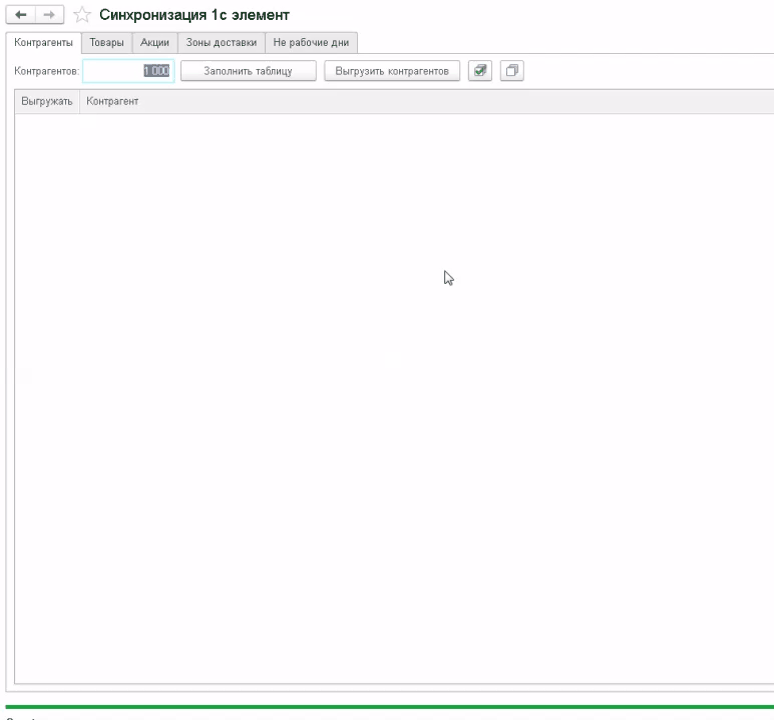 Синхронизация 1с элемент
Контрагенты Товары Акции Зоны доставки Не рабочие дни
Контрагентов: 1 000 Заполнить таблицу Выгрузить контрагентов
Выгружать Контрагент